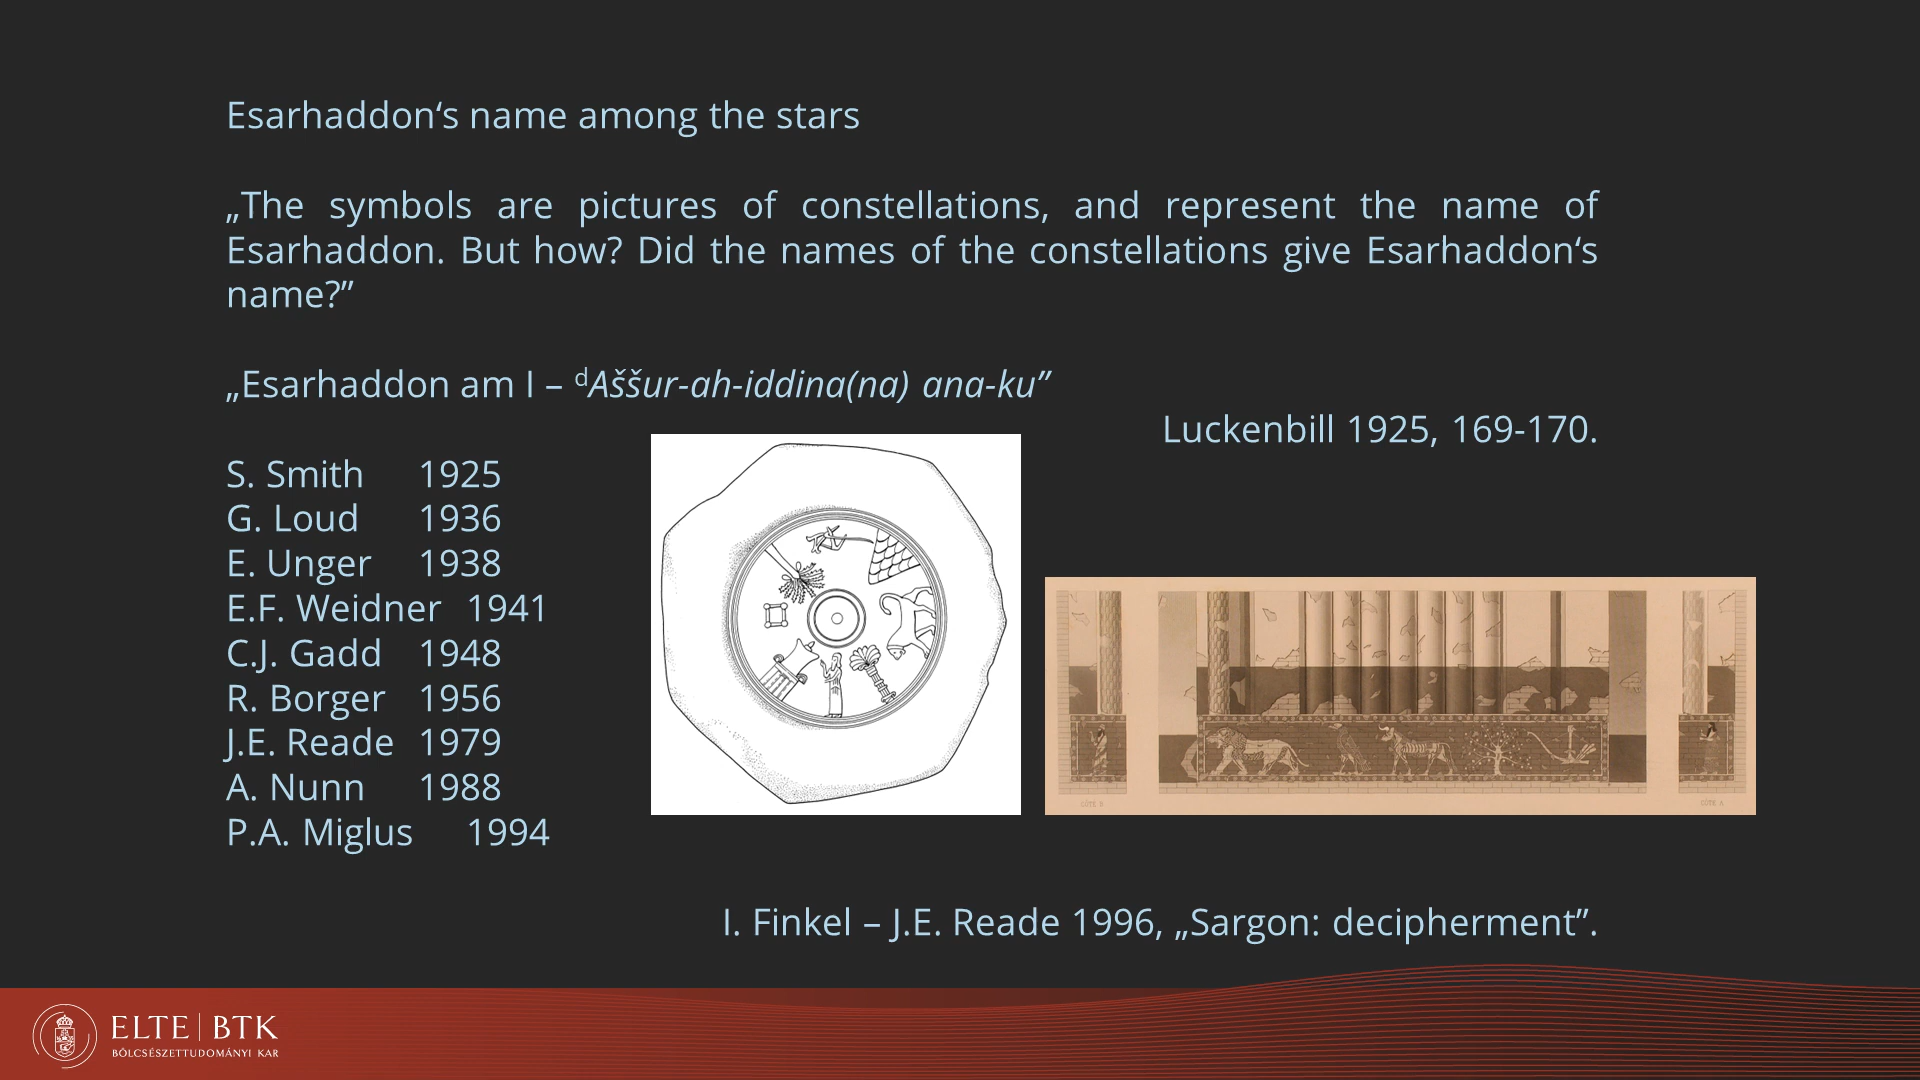 Esarhaddon‘s name among the stars
„The symbols are pictures of constellations, and represent the name of
Esarhaddon. But how? Did the names of the constellations give Esarhaddon‘s
name?”
„Esarhaddon am I – ᵈAššur-ah-iddina(na) ana-ku”
Luckenbill 1925, 169-170.
S. Smith 1925
G. Loud 1936
E. Unger 1938
E.F. Weidner 1941
C.J. Gadd 1948
R. Borger 1956
J.E. Reade 1979
A. Nunn 1988
P.A. Miglus 1994
CÔTÉ B
CÔTÉ A
I. Finkel – J.E. Reade 1996, „Sargon: decipherment”.
ELTE | BTK
BÖLCSÉSZETTUDOMÁNYI KAR